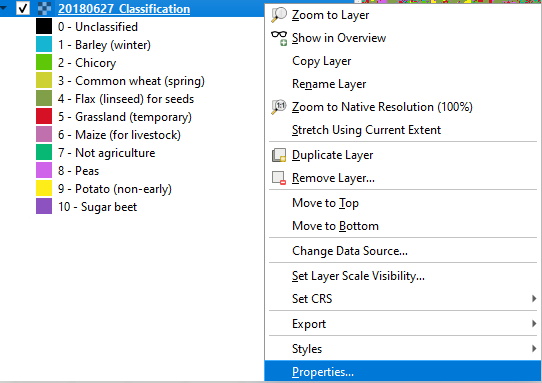 20180627 Classification
0 - Unclassified
1 - Barley (winter)
2 - Chicory
3 - Common wheat (spring)
4 - Flax (linseed) for seeds
5 - Grassland (temporary)
6 - Maize (for livestock)
7 - Not agriculture
8 - Peas
9 - Potato (non-early)
10 - Sugar beet
Zoom to Layer
Show in Overview
Copy Layer
Rename Layer
Zoom to Native Resolution (100%)
Stretch Using Current Extent
Duplicate Layer
Remove Layer...
Move to Top
Move to Bottom
Change Data Source...
Set Layer Scale Visibility...
Set CRS
Export
Styles
Properties...